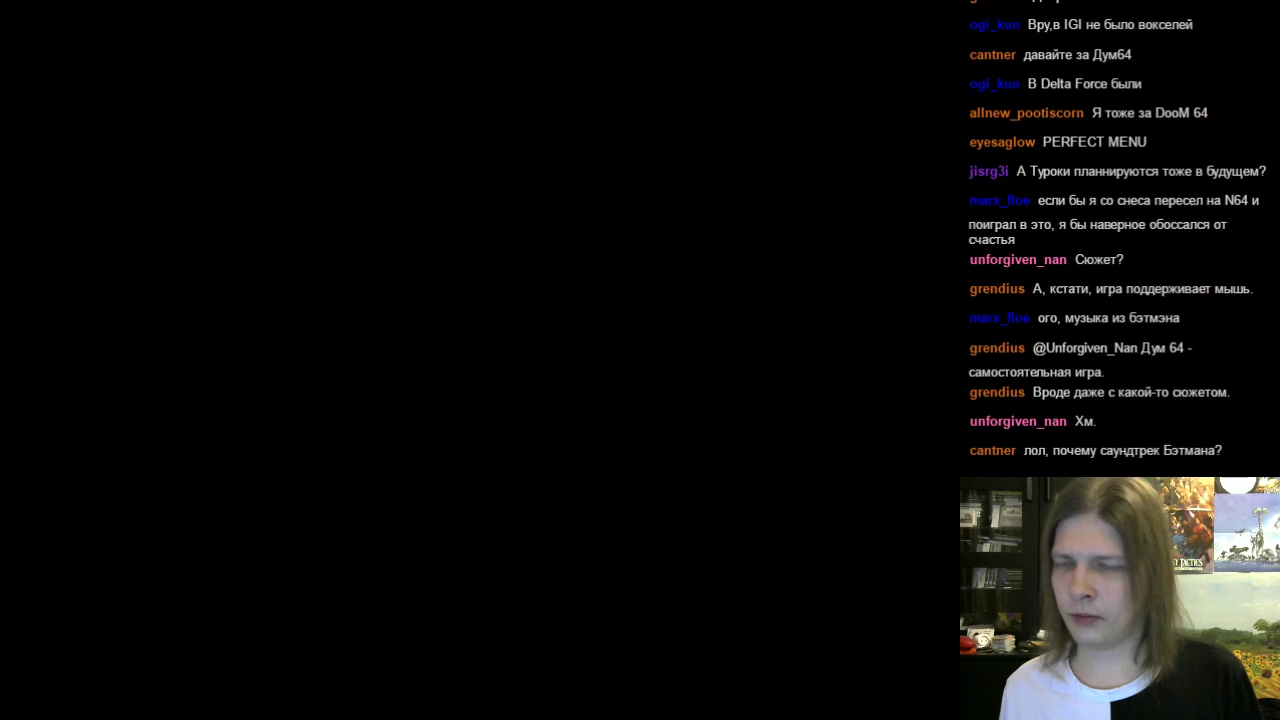 ogi_kun Вру,в IGI не было вокселей
cantner давайте за Дум64
ogi_kun В Delta Force были
allnew_pootiscorn Я тоже за DooM 64
eyesaglow PERFECT MENU
jisrg3i А Туроки планнируются тоже в будущем?
marx_floe если бы я со снеса пересел на N64 и
поиграл в это, я бы наверное обоссался от
счастья
unforgiven_nan Сюжет?
grendius А, кстати, игра поддерживает мышь.
marx_floe ого, музыка из бэтмэна
grendius @Unforgiven_Nan Дум 64 -
самостоятельная игра.
grendius Вроде даже с какой-то сюжетом.
unforgiven_nan Хм.
cantner лол, почему саундтрек Бэтмана?
TACTICS